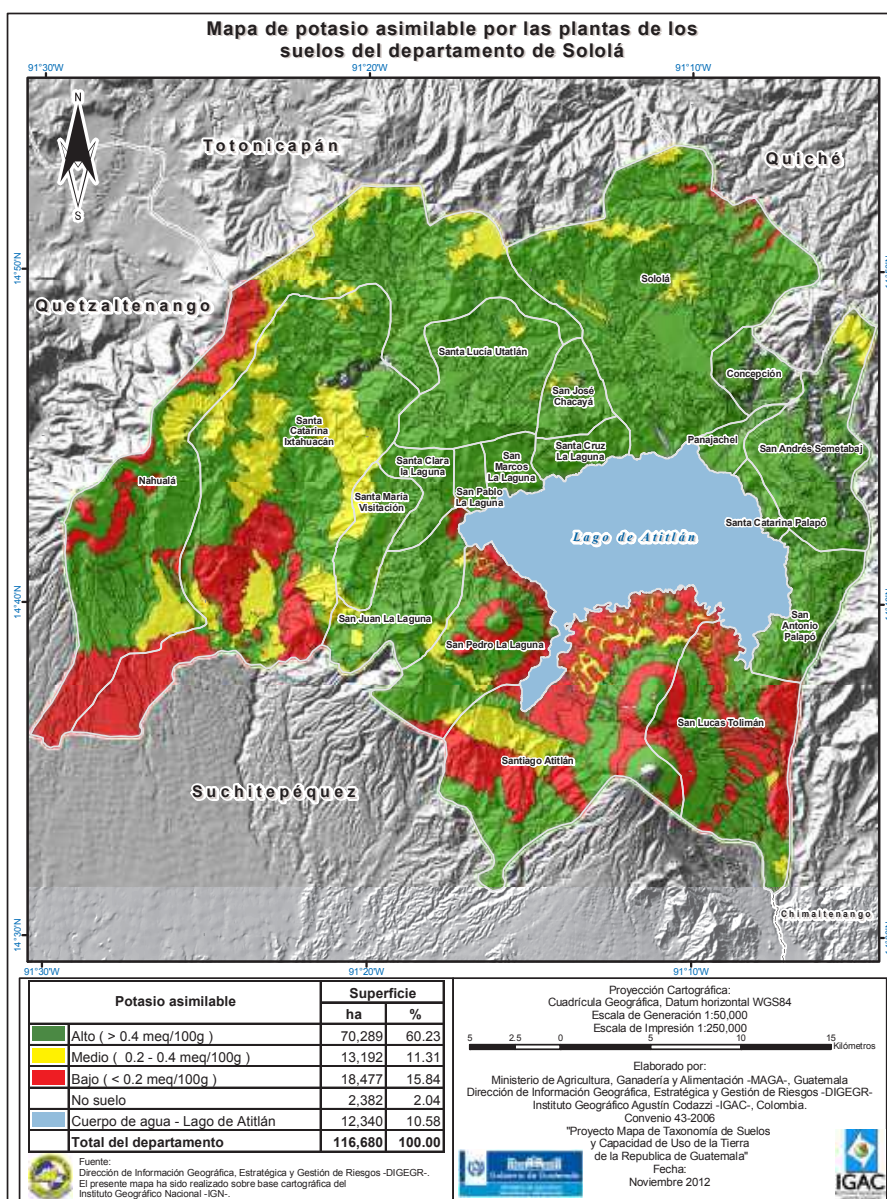 Mapa de potasio asimilable por las plantas de los
suelos del departamento de Sololá
91°30'W
91°20'W
91°10'W
N
S
Totonicapán
Quiché
14°50'N
Quetzaltenango
Sololá
Santa Lucía Utatlán
Concepción
San José
Chacayá
Santa
Catarina
Ixtahuacán
Panajachel
San Andrés Semetabaj
Santa Cruz
La Laguna
San
Marcos
La Laguna
Santa Clara
la Laguna
Nahualá
San Pablo
La Laguna
Santa María
Visitación
Santa Catarina Palapó
Lago de Atitlán
14°40'N
San Juan La Laguna
San
Antonio
Palapó
San Pedro La Laguna
San Lucas Tolimán
Santiago Atitlán
Suchitepéquez
Chimaltenango
14°30'N
91°30'W
91°20'W
91°10'W
Potasio asimilable
Superficie
ha
%
Alto ( > 0.4 meq/100g ) 70,289 60.23
Medio ( 0.2 - 0.4 meq/100g ) 13,192 11.31
Bajo ( < 0.2 meq/100g ) 18,477 15.84
No suelo 2,382 2.04
Cuerpo de agua - Lago de Atitlán 12,340 10.58
Total del departamento 116,680 100.00
Fuente:
Dirección de Información Geográfica, Estratégica y Gestión de Riesgos -DIGEGR-.
El presente mapa ha sido realizado sobre base cartográfica del
Instituto Geográfico Nacional -IGN-.
Proyección Cartográfica:
Cuadrícula Geográfica, Datum horizontal WGS84
Escala de Generación 1:50,000
Escala de Impresión 1:250,000
5 2.5 0 5 10 15
Kilómetros
Elaborado por:
Ministerio de Agricultura, Ganadería y Alimentación -MAGA-, Guatemala
Dirección de Información Geográfica, Estratégica y Gestión de Riesgos -DIGEGR-
Instituto Geográfico Agustín Codazzi -IGAC-, Colombia.
Convenio 43-2006
"Proyecto Mapa de Taxonomía de Suelos
y Capacidad de Uso de la Tierra
de la Republica de Guatemala"
Fecha:
Noviembre 2012
Gobierno de Guatemala
IGAC